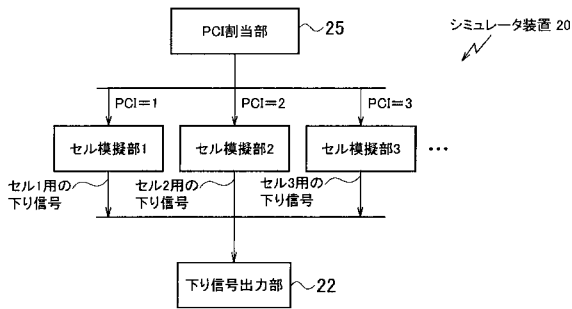 PCI割当部
25
シミュレータ装置 20
PCI=1
PCI=2
PCI=3
セル模擬部1
セル模擬部2
セル模擬部3
・・・
セル1用の
下り信号
セル2用の
下り信号
セル3用の
下り信号
下り信号出力部
22